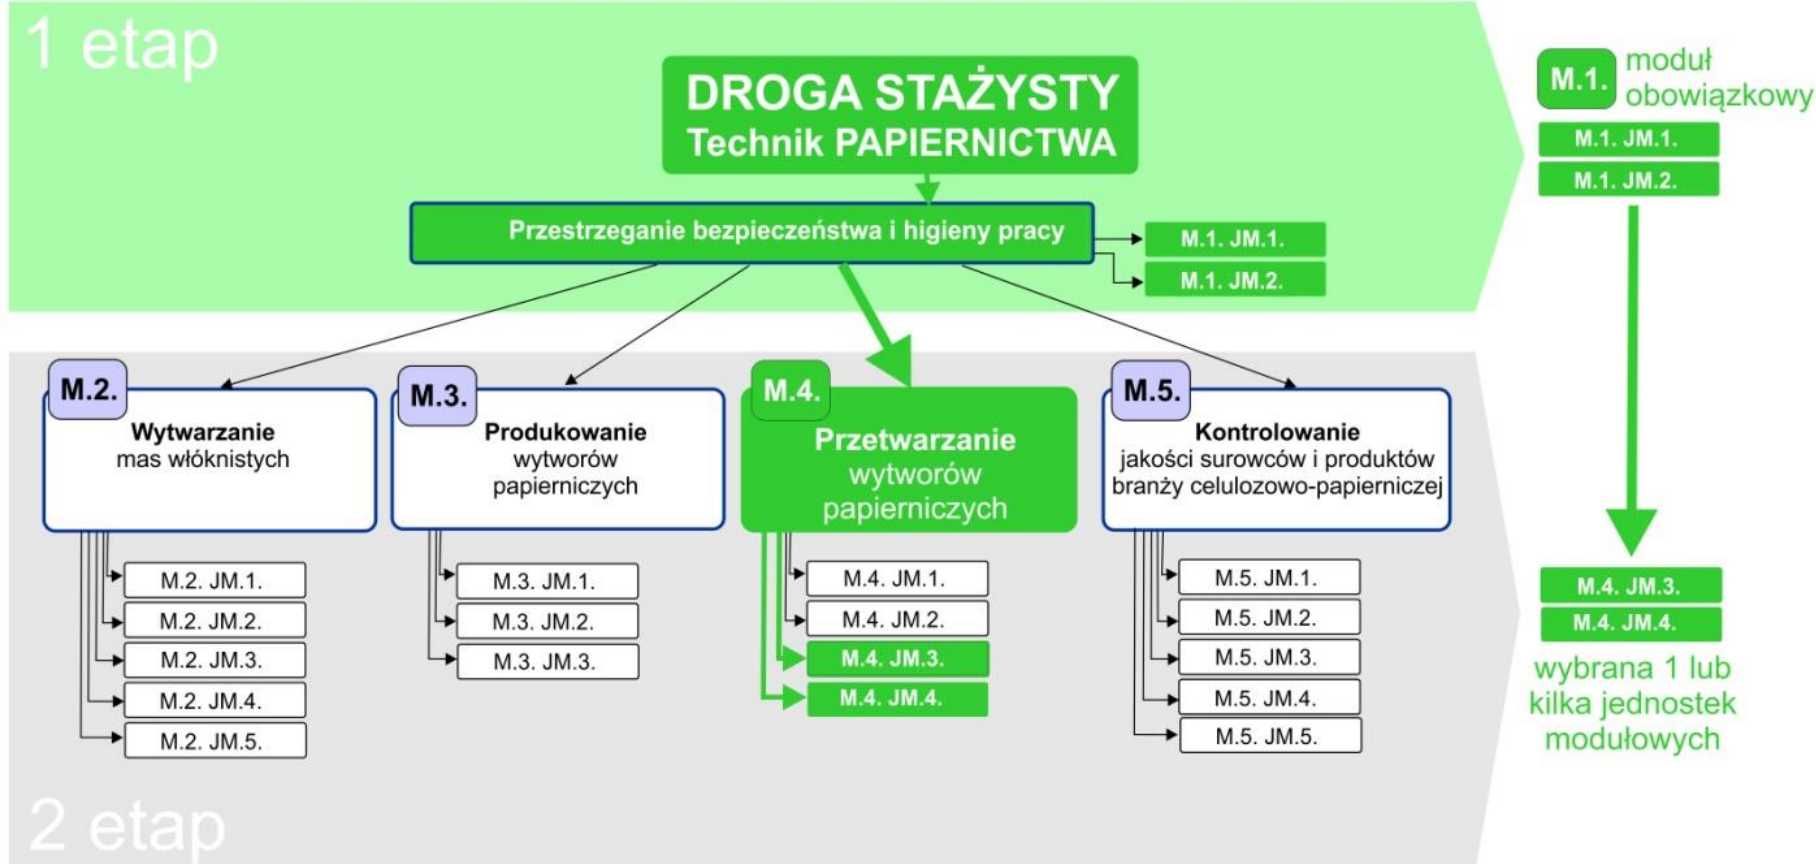 1 etap
DROGA STAŻYSTY
Technik PAPIERNICTWA
Przestrzeganie bezpieczeństwa i higieny pracy
M.1. JM.1.
M.1. JM.2.
M.1.
moduł
obowiązkowy
M.1. JM.1.
M.1. JM.2.
M.2.
Wytwarzanie
mas włóknistych
M.2. JM.1.
M.2. JM.2.
M.2. JM.3.
M.2. JM.4.
M.2. JM.5.
M.3.
Produkowanie
wytworów
papierniczych
M.3. JM.1.
M.3. JM.2.
M.3. JM.3.
M.4.
Przetwarzanie
wytworów
papierniczych
M.4. JM.1.
M.4. JM.2.
M.4. JM.3.
M.4. JM.4.
M.5.
Kontrolowanie
jakości surowców i produktów
branży celulozowo-papierniczej
M.5. JM.1.
M.5. JM.2.
M.5. JM.3.
M.5. JM.4.
M.5. JM.5.
M.4. JM.3.
M.4. JM.4.
wybrana 1 lub
kilka jednostek
modułowych
2 etap